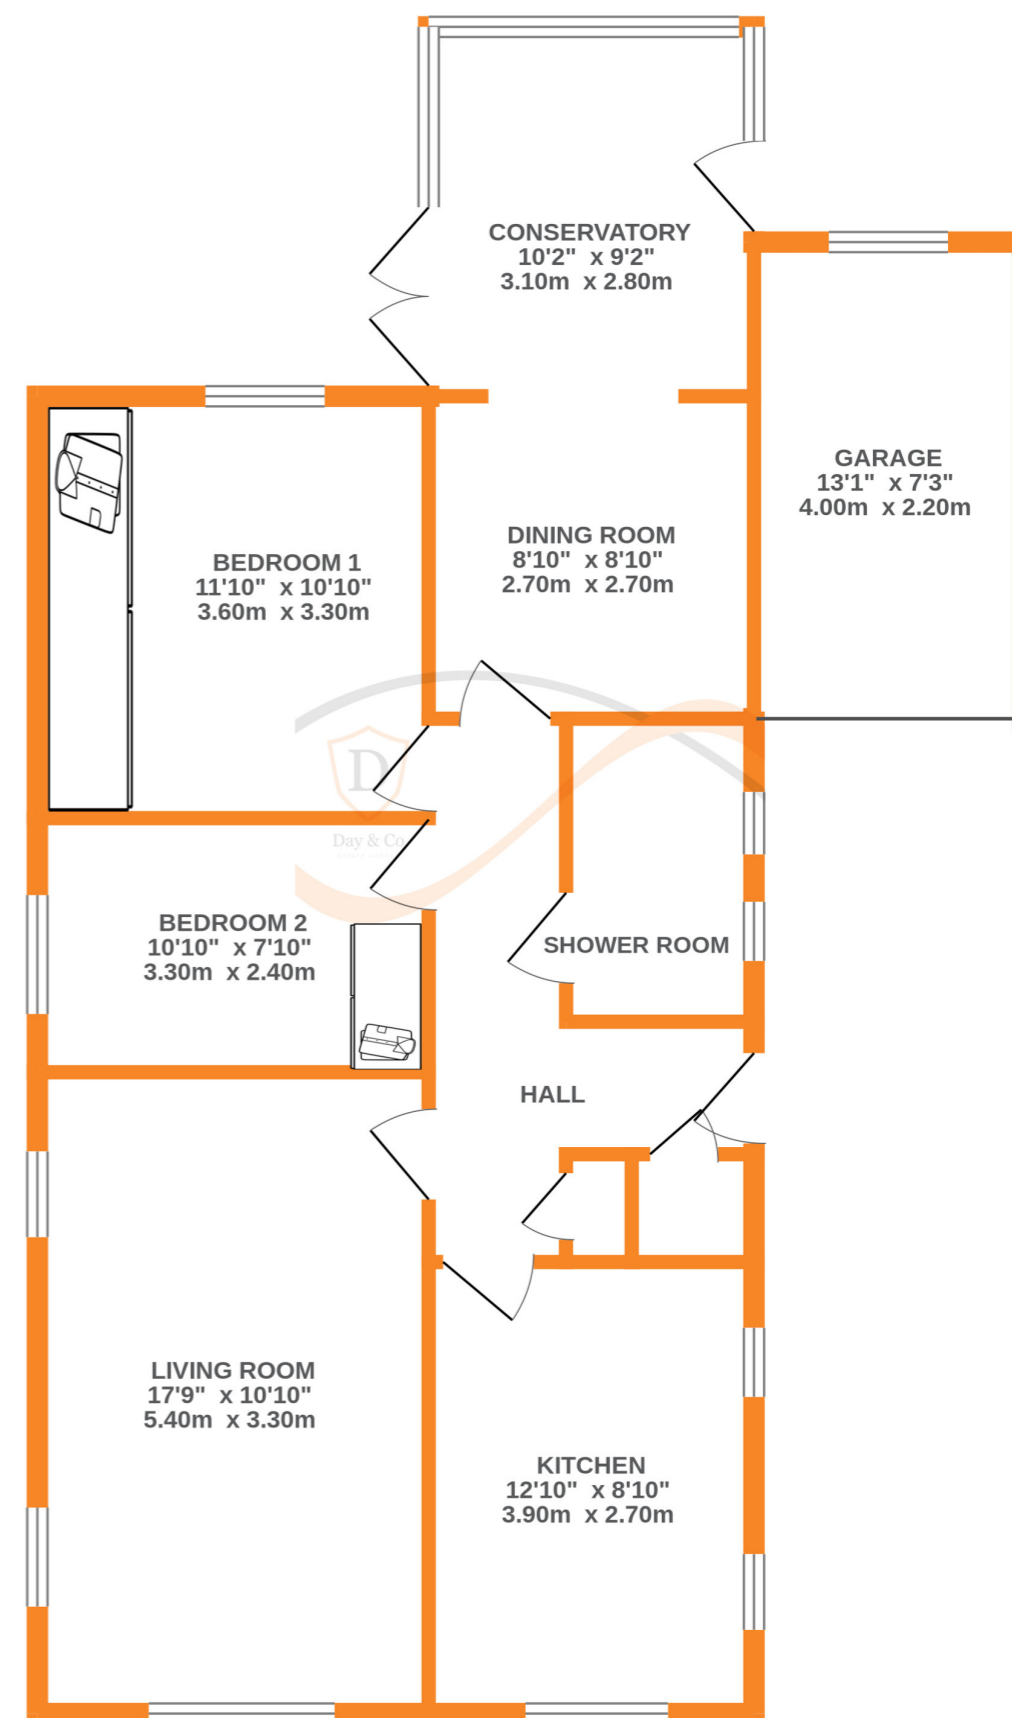 CONSERVATORY
10'2" x 9'2"
3.10m x 2.80m
GARAGE
13'1" x 7'3"
4.00m x 2.20m
DINING ROOM
8'10" x 8'10"
2.70m x 2.70m
BEDROOM 1
11'10" x 10'10"
3.60m x 3.30m
D
Day & Co
BEDROOM 2
10'10" x 7'10"
3.30m x 2.40m
SHOWER ROOM
HALL
LIVING ROOM
17'9" x 10'10"
5.40m x 3.30m
KITCHEN
12'10" x 8'10"
3.90m x 2.70m